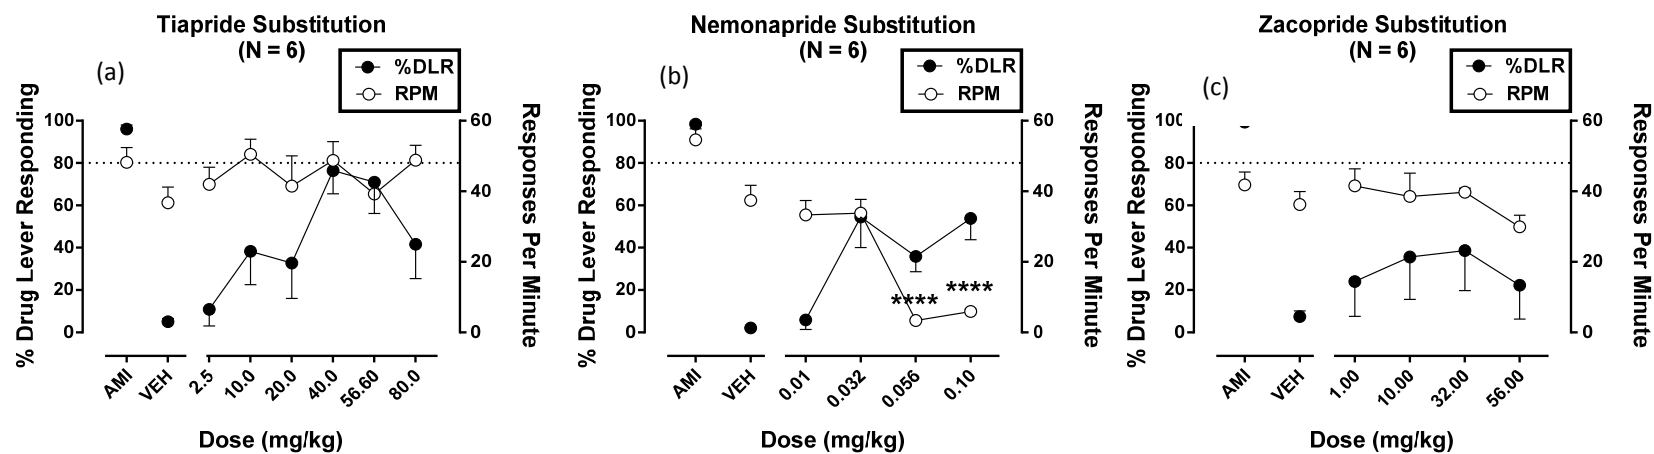 Tiapride Substitution
(N = 6)
(a)
%DLR
RPM
% Drug Lever Responding
100
80
60
40
20
0
Responses Per Minute
60
40
20
0
AMI
VEH
2.5
10.0
20.0
40.0
56.60
80.0
Dose (mg/kg)
Nemonapride Substitution
(N = 6)
(b)
%DLR
RPM
% Drug Lever Responding
100
80
60
40
20
0
Responses Per Minute
60
40
20
0
****
****
AMI
VEH
0.01
0.032
0.056
0.10
Dose (mg/kg)
Zacopride Substitution
(N = 6)
(c)
%DLR
RPM
% Drug Lever Responding
100
80
60
40
20
0
Responses Per Minute
60
40
20
0
AMI
VEH
1.00
10.00
32.00
56.00
Dose (mg/kg)